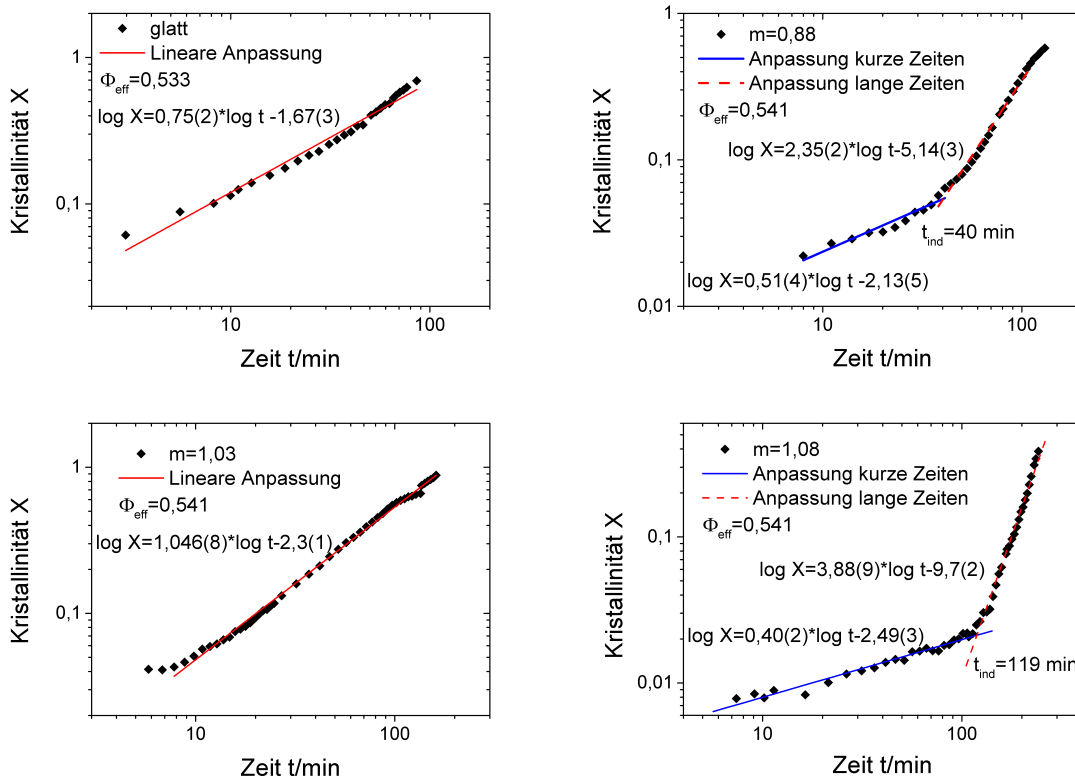 glatt
Lineare Anpassung
Φeff=0,533
log X=0,75(2)*log t -1,67(3)
1
0,1
10
100
Kristallinität X
Zeit t/min
m=0,88
Anpassung kurze Zeiten
Anpassung lange Zeiten
Φeff=0,541
log X=2,35(2)*log t-5,14(3)
tind=40 min
log X=0,51(4)*log t -2,13(5)
1
0,1
0,01
10
100
Kristallinität X
Zeit t/min
m=1,03
Lineare Anpassung
Φeff=0,541
log X=1,046(8)*log t-2,3(1)
1
0,1
10
100
Kristallinität X
Zeit t/min
m=1,08
Anpassung kurze Zeiten
Anpassung lange Zeiten
Φeff=0,541
log X=3,88(9)*log t-9,7(2)
log X=0,40(2)*log t-2,49(3)
tind=119 min
0,1
0,01
10
100
Kristallinität X
Zeit t/min